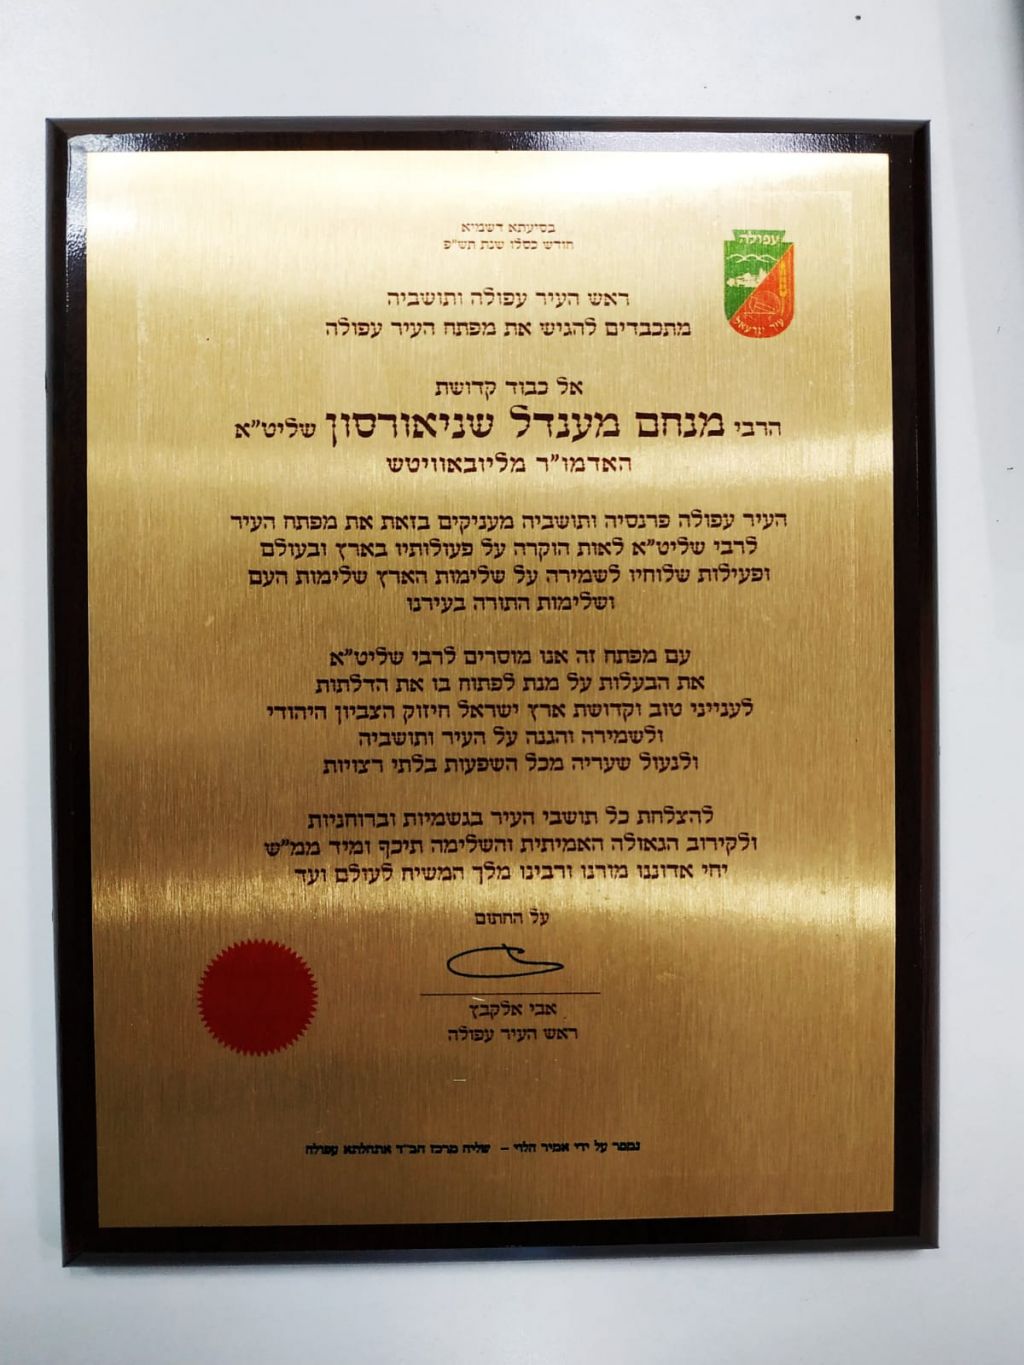 בסיעתא דשמיא
חודש כסלו שנת תש"פ
עפולה
עיר יזרעאל
ראש העיר עפולה ותושביה
מתכבדים להגיש את מפתח העיר עפולה
אל כבוד קדושת
הרבי מנחם מענדל שניאורסון שליט"א
האדמו"ר מליובאוויטש
העיר עפולה פרנסיה ותושביה מעניקים בזאת את מפתח העיר
לרבי שליט"א לאות הוקרה על פעולותיו בארץ ובעולם
ופעילות שלוחיו לשמירה על שלימות הארץ שלימות העם
ושלימות התורה בעירנו
עם מפתח זה אנו מוסרים לרבי שליט"א
את הבעלות על מנת לפתוח בו את הדלתות
לענייני טוב וקדושת ארץ ישראל חיזוק הצביון היהודי
ולשמירה והגנה על העיר ותושביה
ולנעול שעריה מכל השפעות בלתי רצויות
להצלחת כל תושבי העיר בגשמיות וברוחניות
ולקירוב הגאולה האמיתית והשלימה תיכף ומיד ממ"ש
יחי אדוננו מורנו ורבינו מלך המשיח לעולם ועד
על החתום
אבי אלקבץ
ראש העיר עפולה
נמסר על ידי אמיר הלוי - שליח מרכז חב"ד אתחלתא עפולה